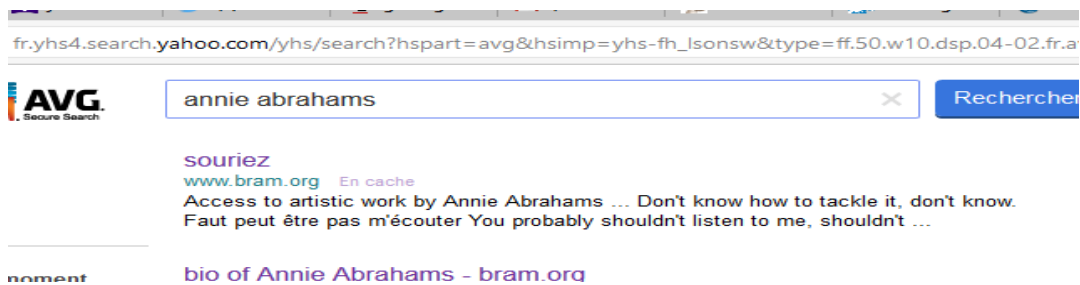 fr.yhs4.search.yahoo.com/yhs/search?hspart=avg&hsimp=yhs-fh_lsonsw&type=ff.50.w10.dsp.04-02.fr.a
AVG.
Secure Search
annie abrahams
Rechercher
souriez
www.bram.org En cache
Access to artistic work by Annie Abrahams ... Don't know how to tackle it, don't know.
Faut peut être pas m'écouter You probably shouldn't listen to me, shouldn't ...
moment
bio of Annie Abrahams - bram.org